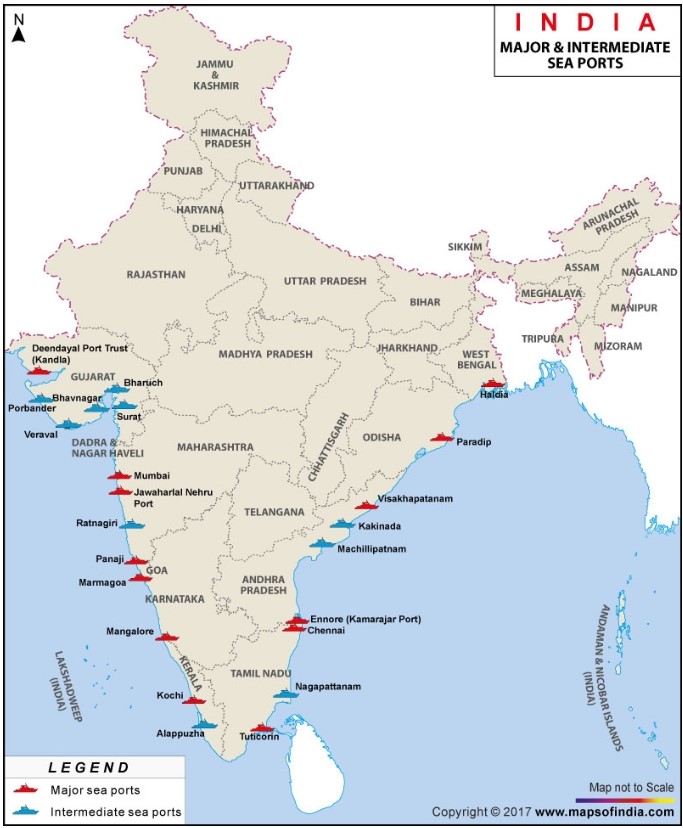 N
INDIA
MAJOR & INTERMEDIATE
SEA PORTS
JAMMU
&
KASHMIR
HIMACHAL
PRADESH
PUNJAB
UTTARAKHAND
HARYANA
DELHI
ARUNACHAL
PRADESH
SIKKIM
RAJASTHAN
UTTAR PRADESH
ASSAM
NAGALAND
MEGHALAYA
BIHAR
MANIPUR
TRIPURA
MIZORAM
Deendayal Port Trust
(Kandla)
MADHYA PRADESH
JHARKHAND
WEST
BENGAL
GUJARAT
Bharuch
Bhavnagar
Porbander
Surat
Haldia
Veraval
DADRA &
NAGAR HAVELI
MAHARASHTRA
CHHATTISGARH
ODISHA
Paradip
Mumbai
Jawaharlal Nehru
Port
Visakhapatanam
TELANGANA
Ratnagiri
Kakinada
Machillipatnam
Panaji
GOA
Marmagoa
ANDHRA
PRADESH
KARNATAKA
Ennore (Kamarajar Port)
Chennai
Mangalore
LAKSHADWEEP
(INDIA)
KERALA
TAMIL NADU
ANDAMAN & NICOBAR ISLANDS
(INDIA)
Nagapattanam
Kochi
Alappuzha
Tuticorin
LEGEND
Major sea ports
Intermediate sea ports
Map not to Scale
Copyright © 2017 www.mapsofindia.com